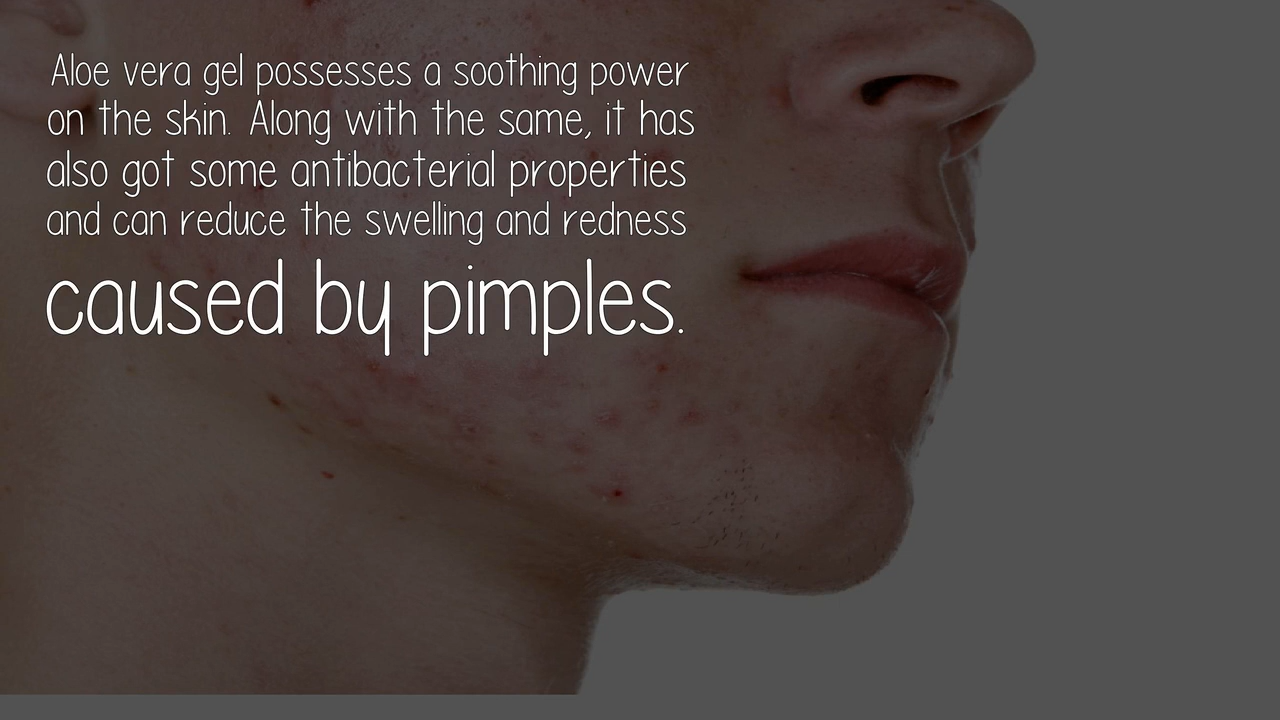 Aloe vera gel possesses a soothing power
on the skin. Along with the same, it has
also got some antibacterial properties
and can reduce the swelling and redness
caused by pimples.